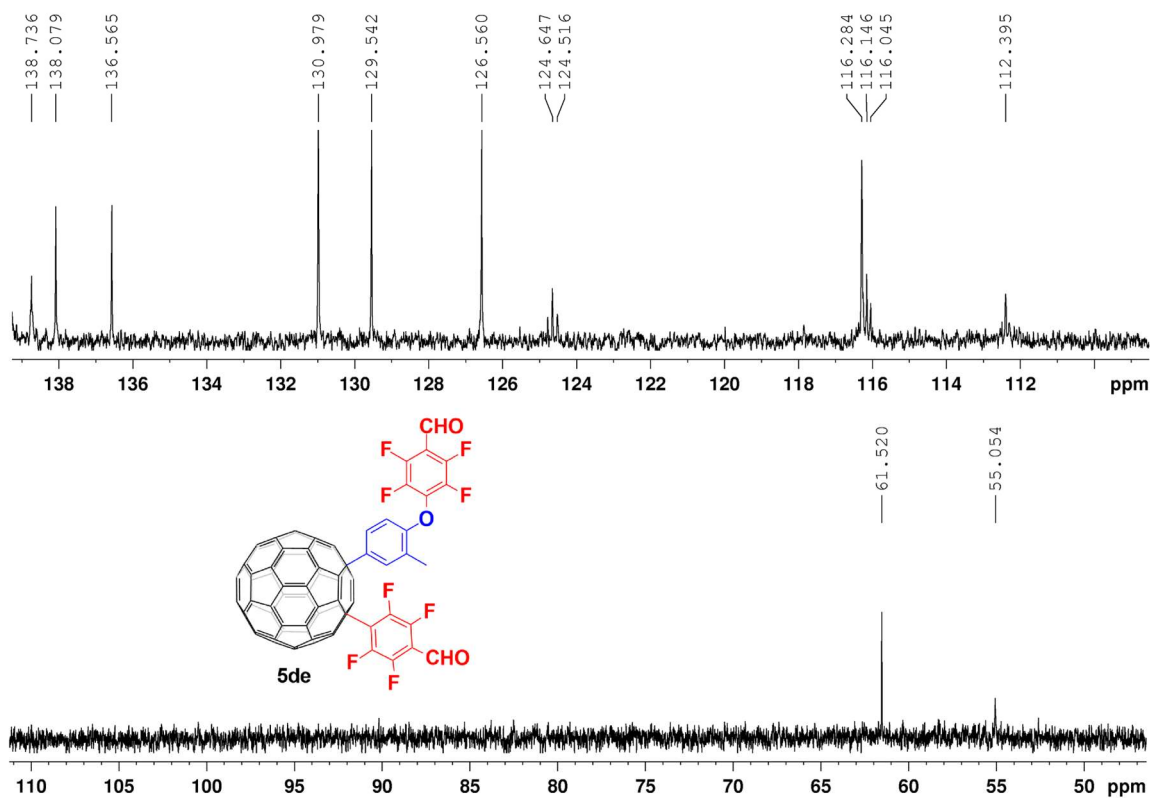 138.736
138.079
136.565
130.979
129.542
126.560
124.647
124.516
116.284
116.146
116.045
112.395
138 136 134 132 130 128 126 124 122 120 118 116 114 112 ppm
CHO
F F
F F
O
F F
F F
CHO
5de
61.520
55.054
110 105 100 95 90 85 80 75 70 65 60 55 50 ppm